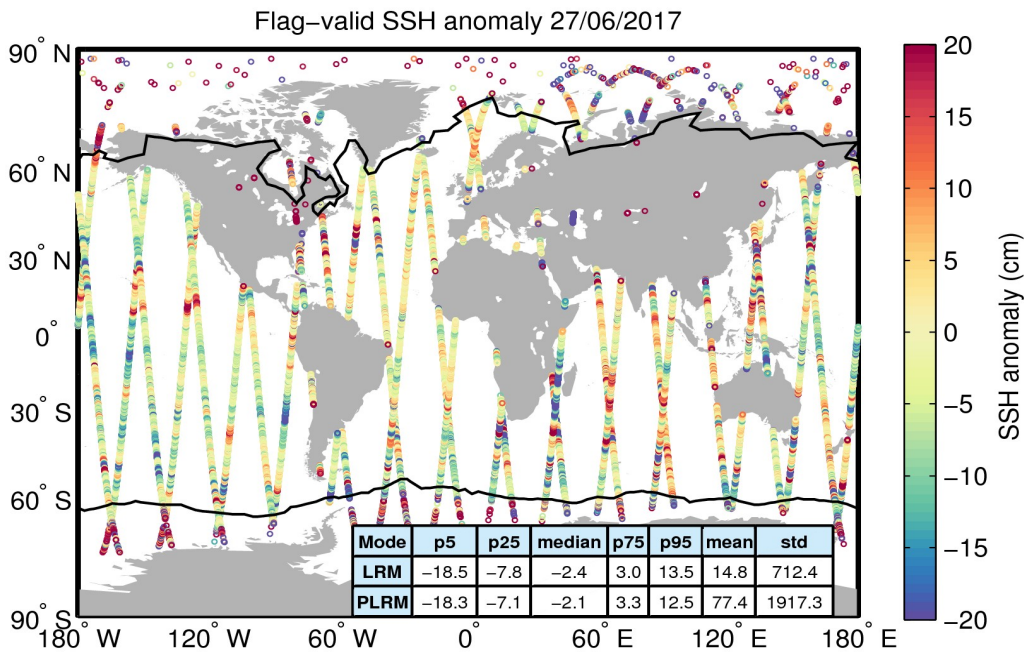 Flag−valid SSH anomaly 27/06/2017
90° N
60° N
30° N
0°
30° S
60° S
90° S
180° W 120° W 60° W 0° 60° E 120° E 180° E
Mode p5 p25 median p75 p95 mean std
LRM −18.5 −7.8 −2.4 3.0 13.5 14.8 712.4
PLRM −18.3 −7.1 −2.1 3.3 12.5 77.4 1917.3
20
15
10
5
0
−5
−10
−15
−20
SSH anomaly (cm)